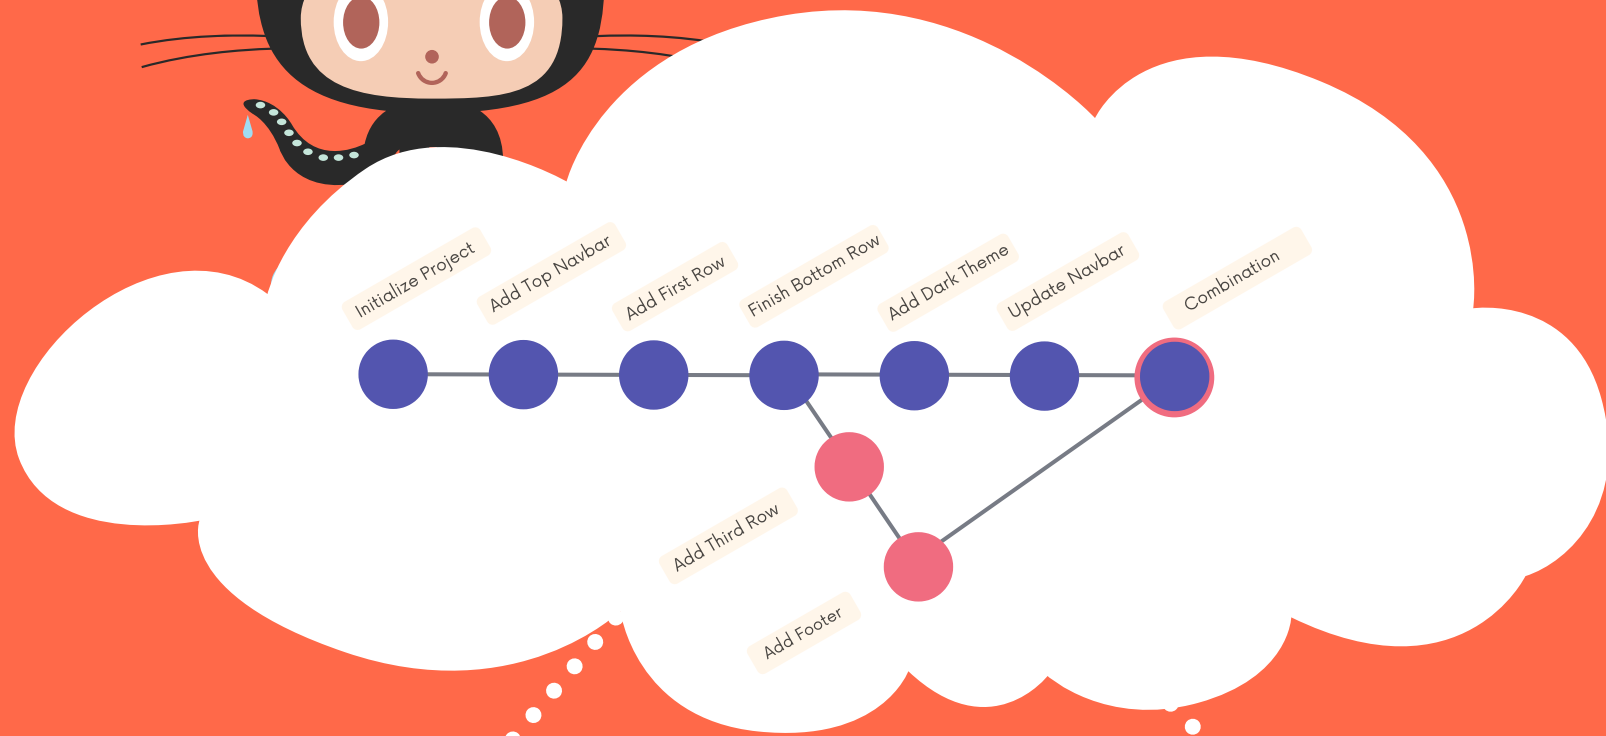 Initialize Project
Add Top Navbar
Add First Row
Finish Bottom Row
Add Dark Theme
Update Navbar
Combination
Add Third Row
Add Footer